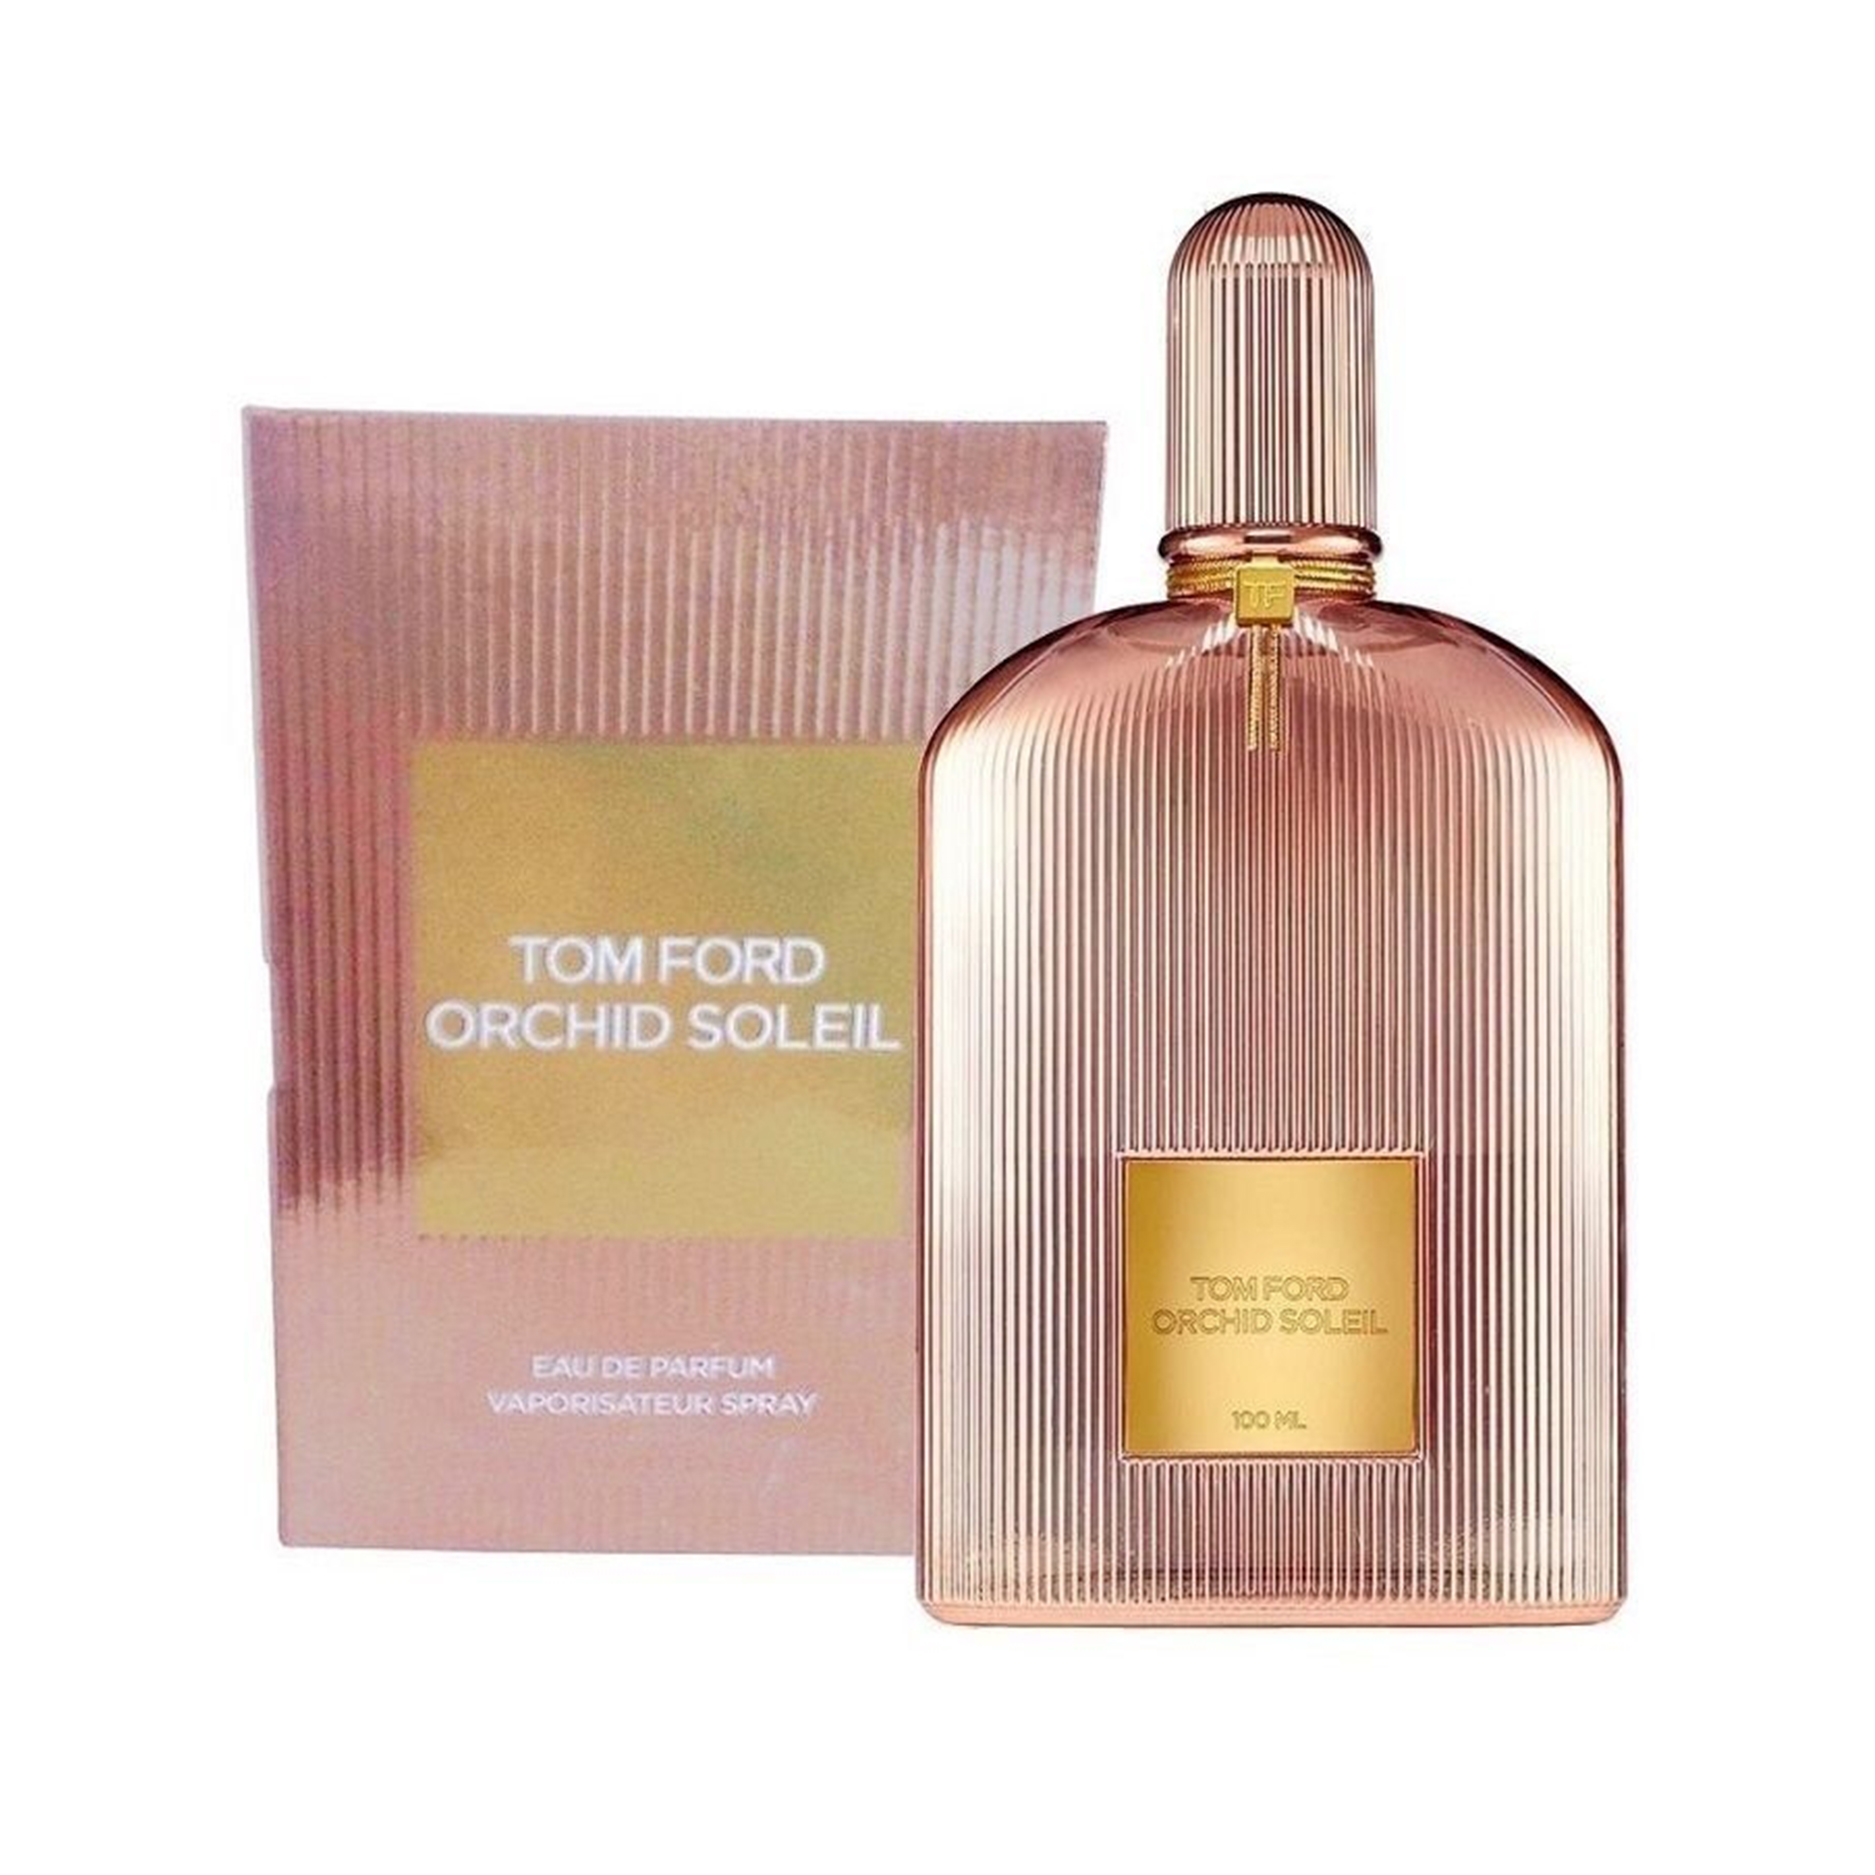 TOM FORD
ORCHID SOLEIL
EAU DE PARFUM
VAPORISATEUR SPRAY
TF
TOM FORD
ORCHID SOLEIL
100 ML